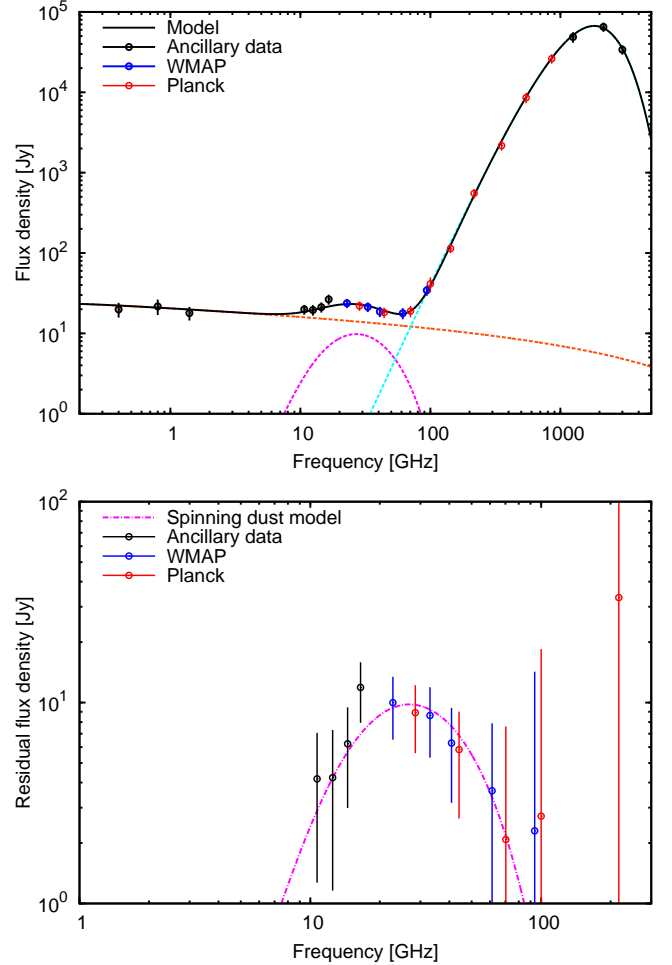 10^5
10^4
10^3
10^2
10^1
10^0
Flux density [Jy]
Model
Ancillary data
WMAP
Planck
1 10 100 1000
Frequency [GHz]
10^2
10^1
10^0
Residual flux density [Jy]
Spinning dust model
Ancillary data
WMAP
Planck
1 10 100
Frequency [GHz]